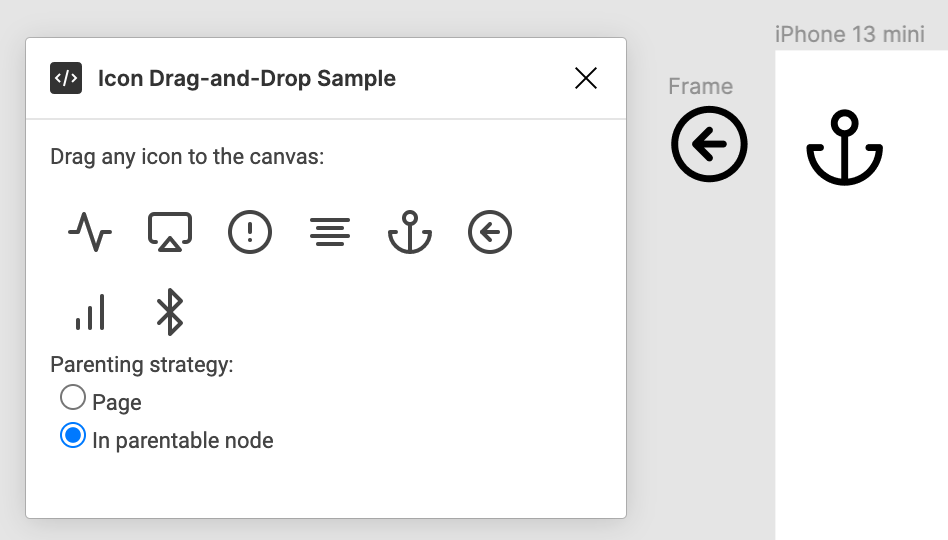 iPhone 13 mini
Icon Drag-and-Drop Sample
Frame
Drag any icon to the canvas:
Parenting strategy:
Page
In parentable node